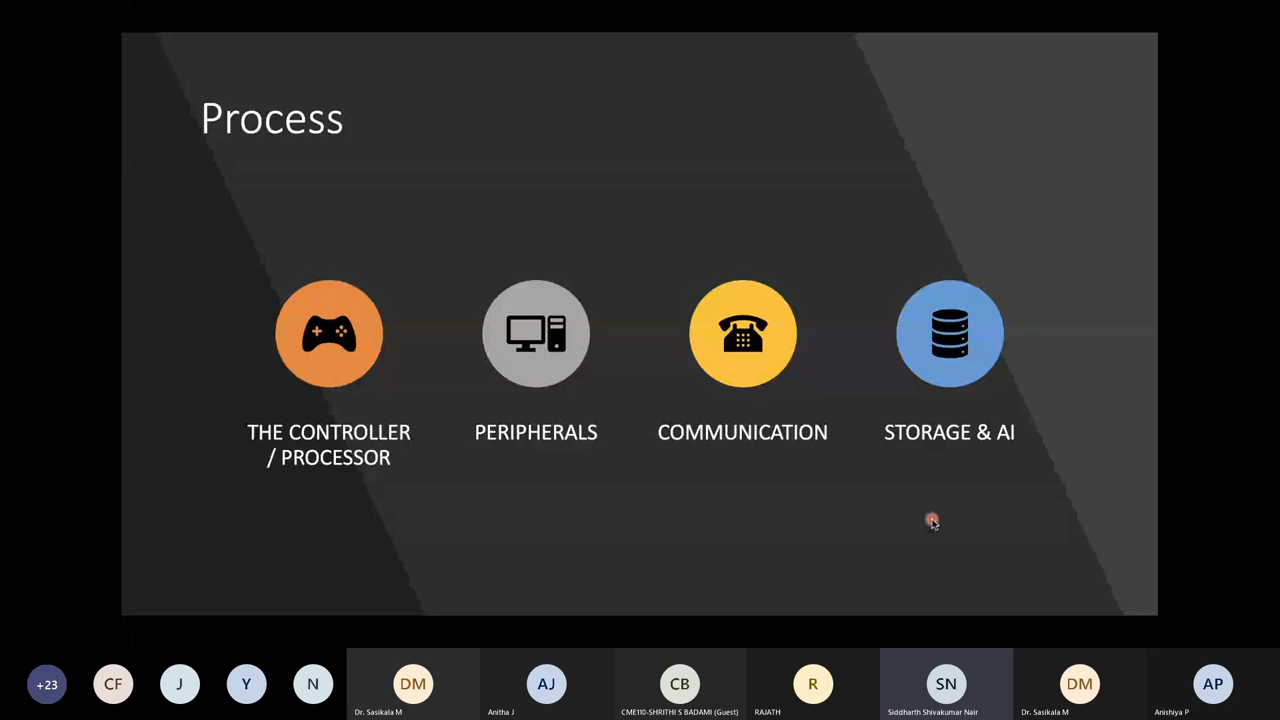 Process
THE CONTROLLER
/ PROCESSOR
PERIPHERALS
COMMUNICATION
STORAGE & AI
+23
CF
J
Y
N
DM
AJ
CB
R
SN
DM
AP
Dr. Sasikala M
Anitha J
CME110-SHRITHI S BADAMI (Guest)
RAJATH
Siddharth Shivakumar Nair
Dr. Sasikala M
Anishiya P